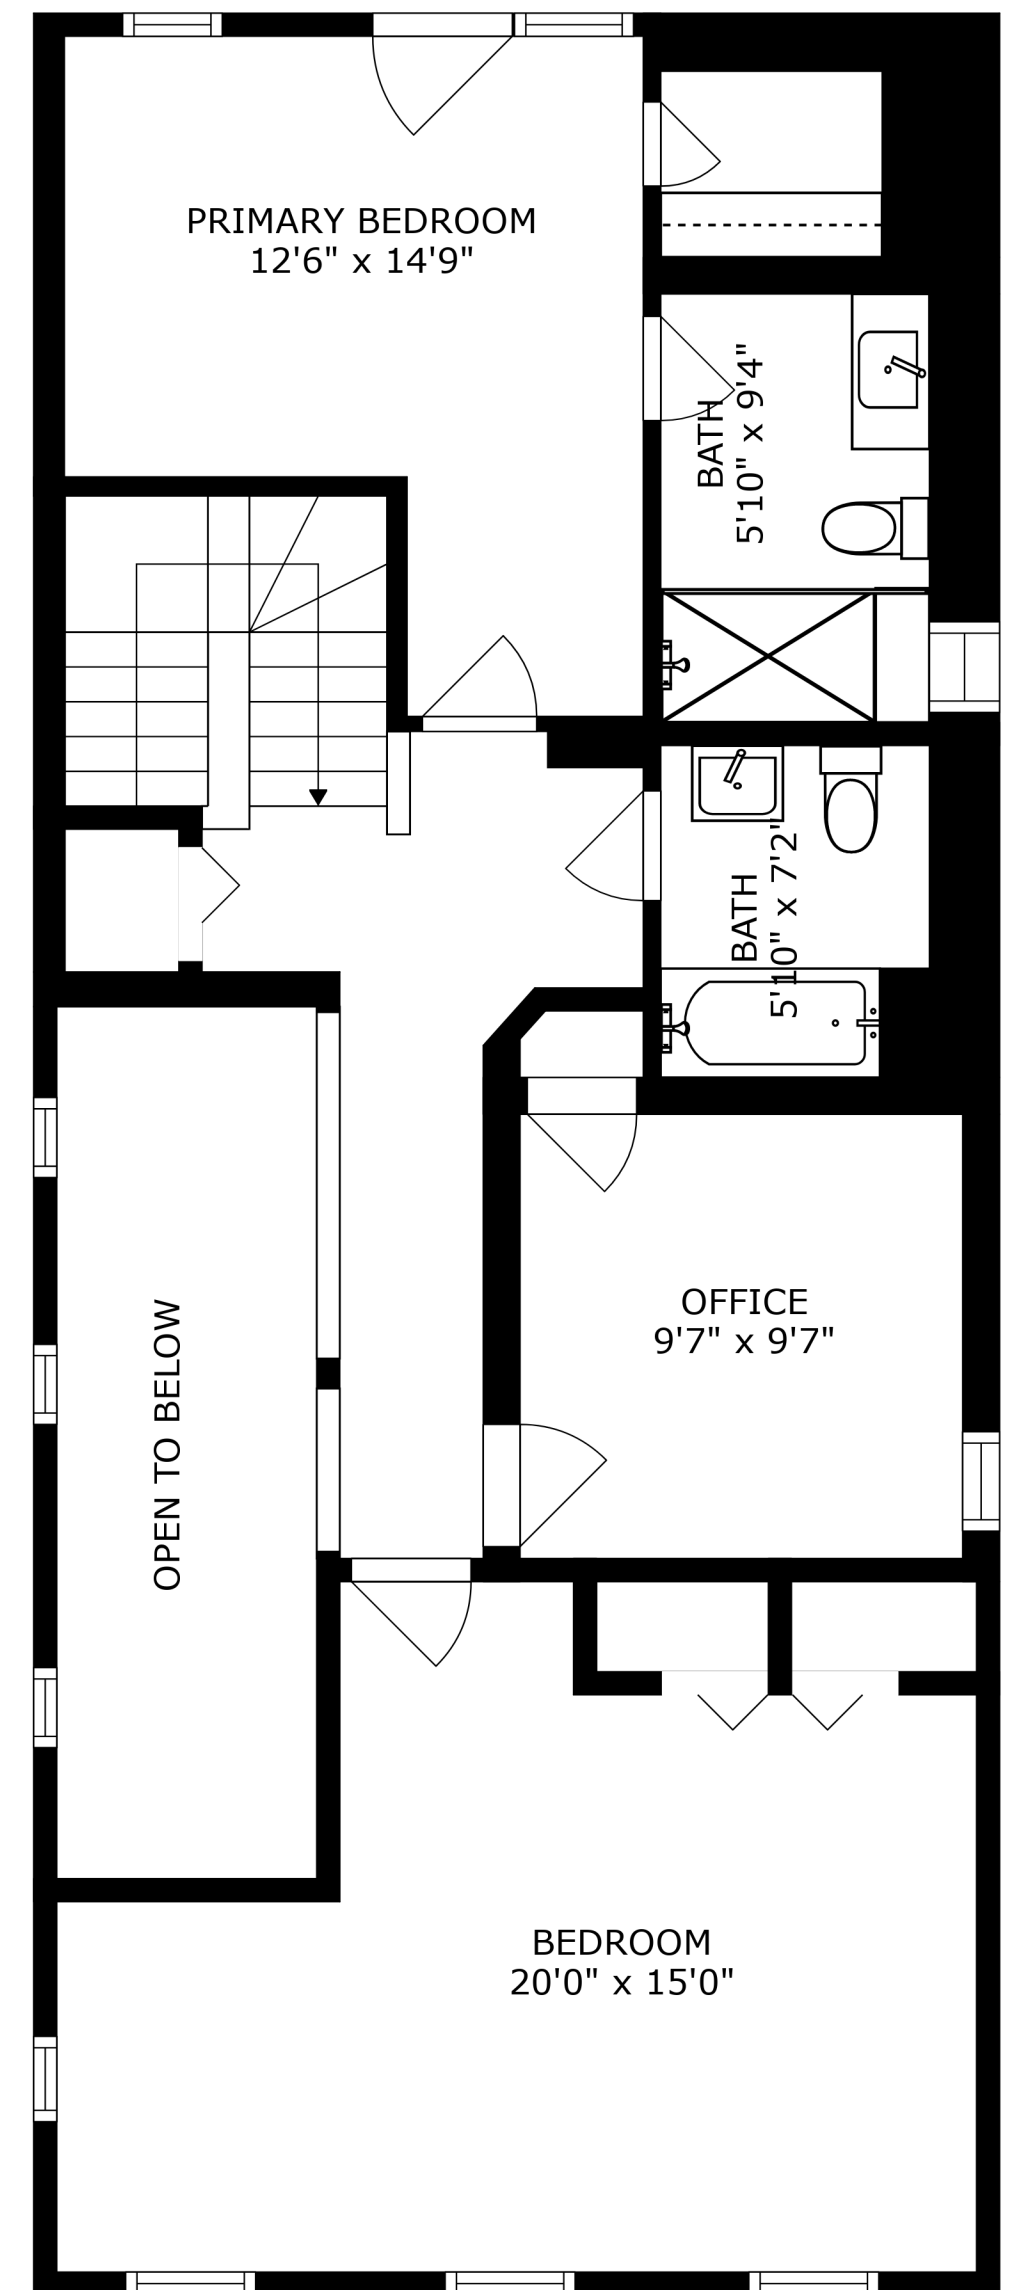 PRIMARY BEDROOM
12'6" x 14'9"
BATH
5'10" x 9'4"
BATH
5'10" x 7'2"
OFFICE
9'7" x 9'7"
OPEN TO BELOW
BEDROOM
20'0" x 15'0"